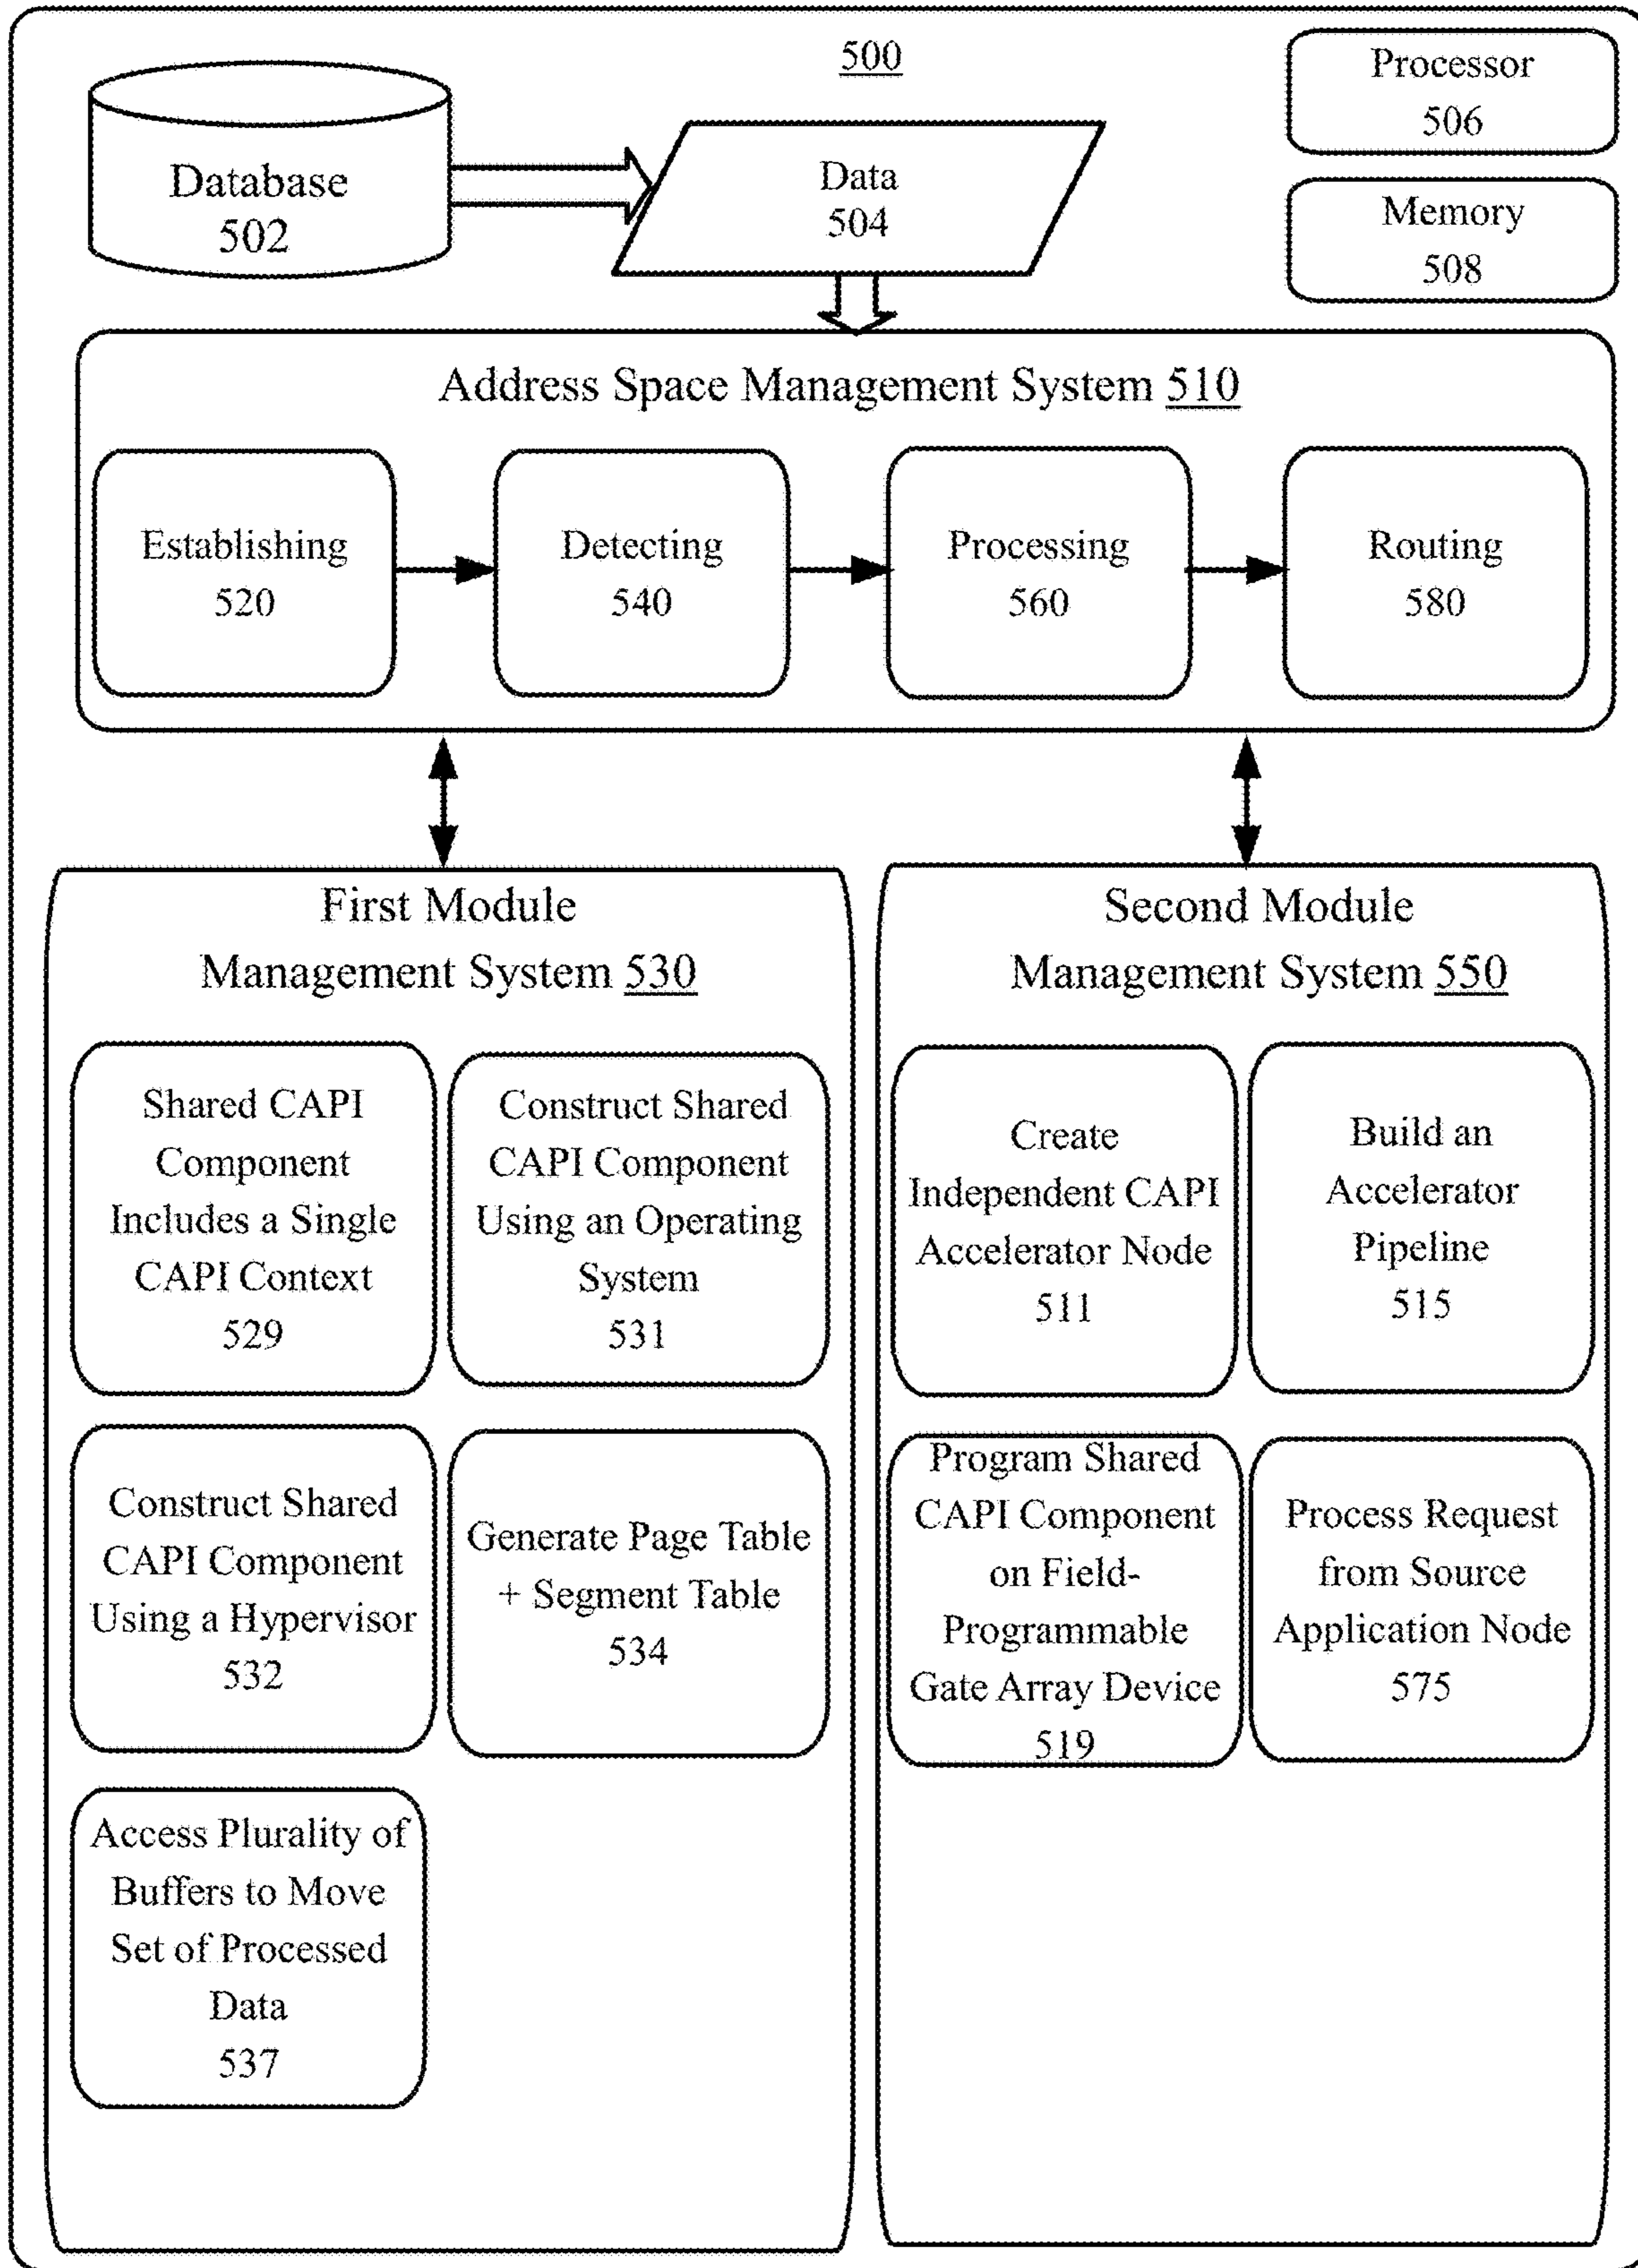 500
Processor
506
Memory
508
Database
502
Data
504
Address Space Management System 510
Establishing
520
Detecting
540
Processing
560
Routing
580
First Module
Management System 530
Shared CAPI
Component
Includes a Single
CAPI Context
529
Construct Shared
CAPI Component
Using an Operating
System
531
Construct Shared
CAPI Component
Using a Hypervisor
532
Generate Page Table
+ Segment Table
534
Access Plurality of
Buffers to Move
Set of Processed
Data
537
Second Module
Management System 550
Create
Independent CAPI
Accelerator Node
511
Build an
Accelerator
Pipeline
515
Program Shared
CAPI Component
on Field-
Programmable
Gate Array Device
519
Process Request
from Source
Application Node
575